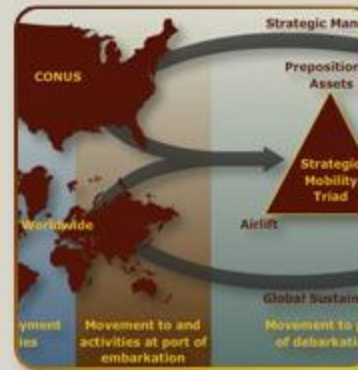 Strategic Man
CONUS
Preposition
Assets
Strategic
Mobility
Triad
Worldwide
Airlift
Global Sustain
yment
ies
Movement to and
activities at port of
embarkation
Movement to p
of debarkati